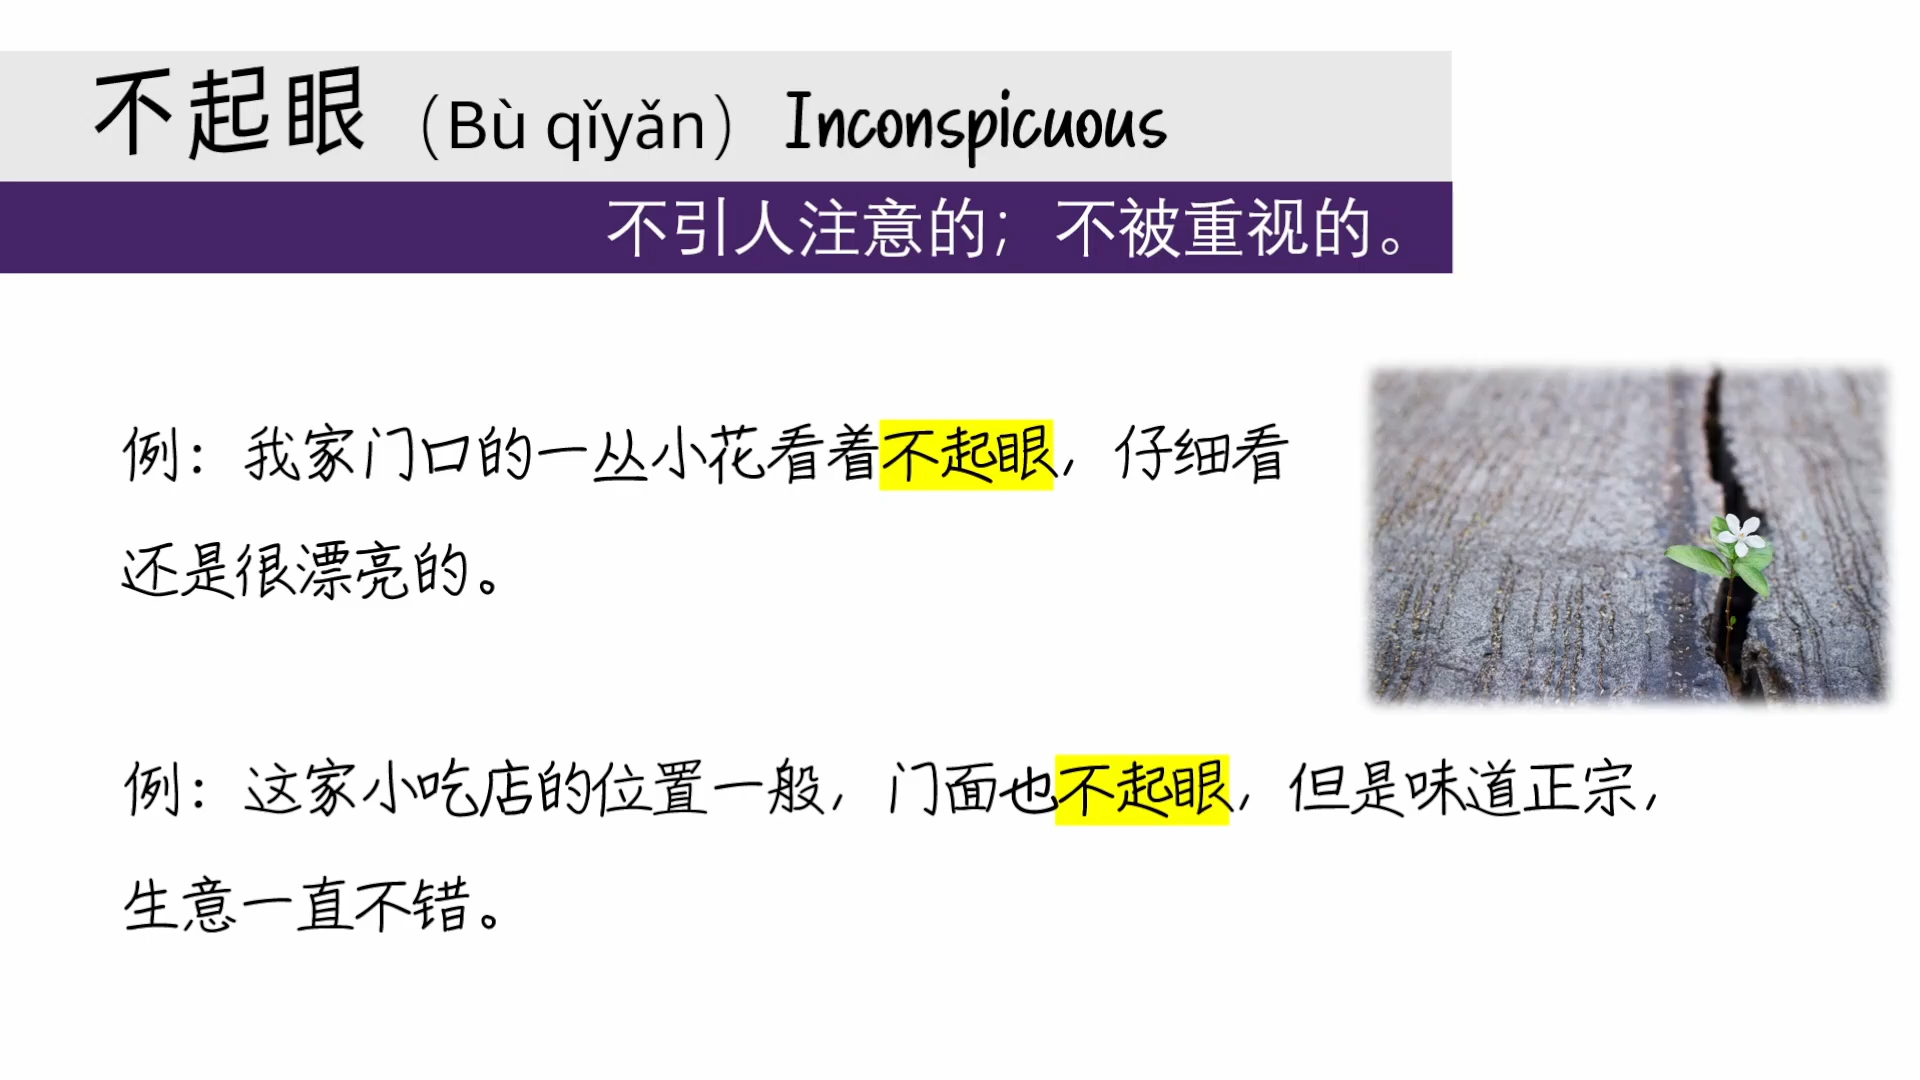 不起眼（Bù qǐyǎn）Inconspicuous
不引人注意的；不被重视的。
例：我家门口的一丛小花看着不起眼，仔细看
还是很漂亮的。
例：这家小吃店的位置一般，门面也不起眼，但是味道正宗，
生意一直不错。